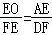 EO/FE = AE/DF